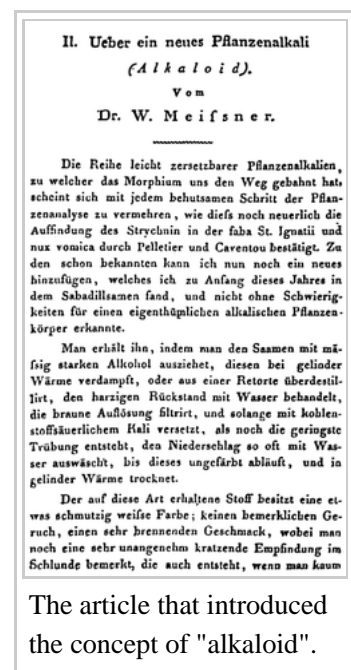 II. Ueber ein neues Pflanzenalkali
(Alkaloid).
Vom
Dr. W. Meiſsner.
Die Reihe leicht zersetzbarer Pflanzenalkalien,
zu welcher das Morphium uns den Weg gebahnt hat,
scheint sich mit jedem behutsamen Schritt der Pflan-
zenanalyse zu vermehren, wie dieſs noch neuerlich die
Auffindung des Strychnin in der faba St. Ignatii und
nux vomica durch Pelletier und Caventou bestätigt. Zu
den schon bekannten kann ich nun noch ein neues
hinzufügen, welches ich zu Anfang dieses Jahres in
dem Sabadillsamen fand, und nicht ohne Schwierig-
keiten für einen eigenthüplichen alkalischen Pflanzen-
körper erkannte.
Man erhält ihn, indem man den Saamen mit mä-
ſsig starken Alkohol ausziehet, diesen bei gelinder
Wärme verdampft, oder aus einer Retorte überdestil-
lirt, den harzigen Rückstand mit Wasser behandelt,
die braune Auflösung filtrirt, und solange mit kohlen-
stoffsäuerlichem Kali versetzt, als noch die geringste
Trübung entsteht, den Niederschlag so oft mit Was-
ser auswäscht, bis dieses ungefärbt abläuft, und in
gelinder Wärme trocknet.
Der auf diese Art erhaltene Stoff besitzt eine et-
was schmutzig weiſse Farbe; keinen bemerklichen Ge-
ruch, einen sehr brennenden Geschmack, wobei man
noch eine sehr unangenehm kratzende Empfindung im
Schlunde bemerkt, die auch entsteht, wenn man kaum
The article that introduced
the concept of "alkaloid".